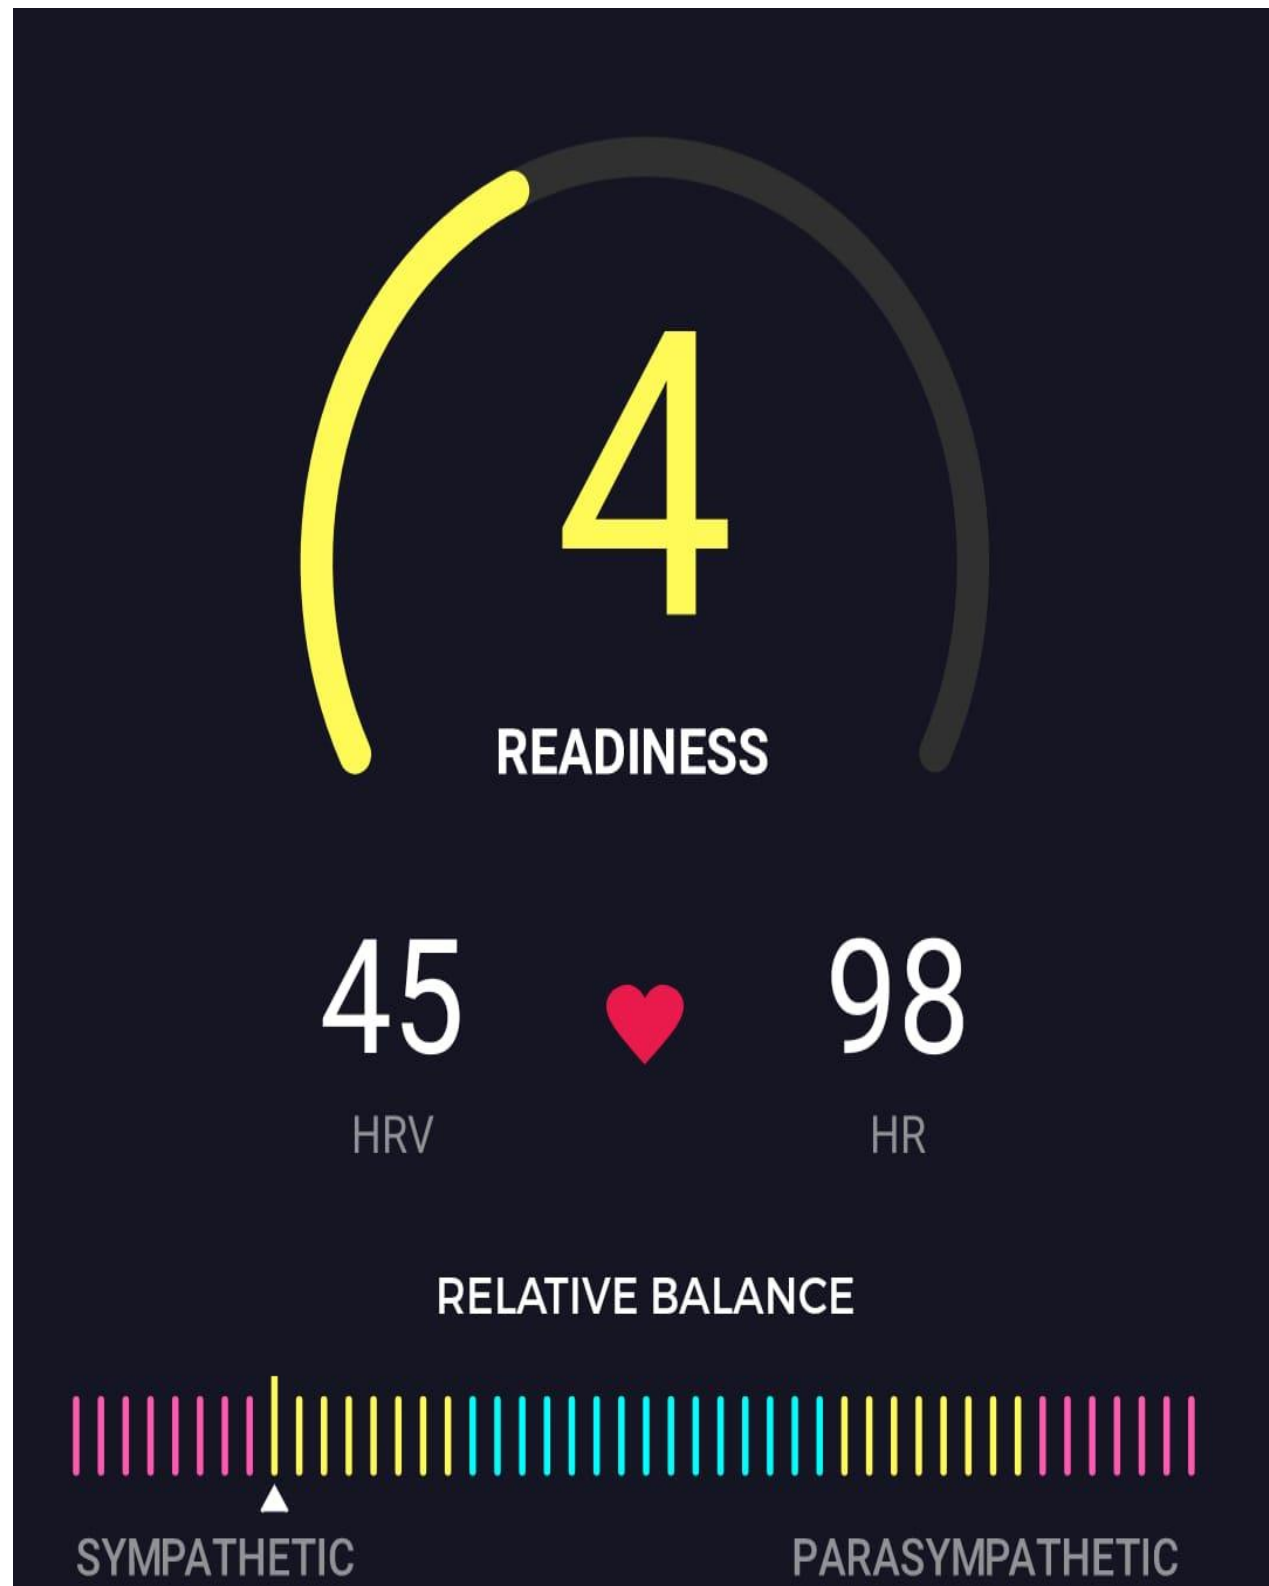 4
READINESS
45 98
HRV HR
RELATIVE BALANCE
SYMPATHETIC PARASYMPATHETIC